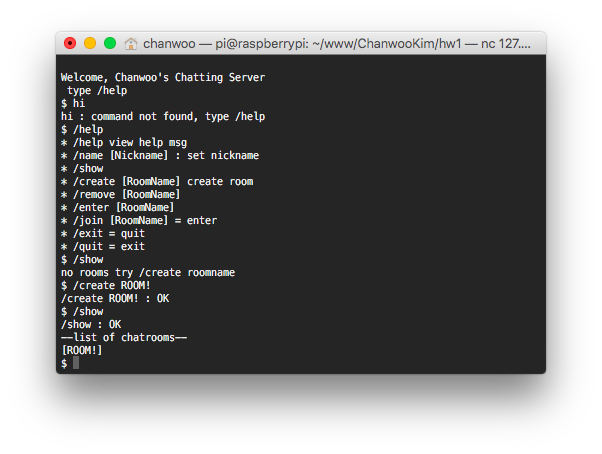 chanwoo — pi@raspberrypi: ~/www/ChanwooKim/hw1 — nc 127....
Welcome, Chanwoo's Chatting Server
 type /help
$ hi
hi : command not found, type /help
$ /help
* /help view help msg
* /name [Nickname] : set nickname
* /show
* /create [RoomName] create room
* /remove [RoomName]
* /enter [RoomName]
* /join [RoomName] = enter
* /exit = quit
* /quit = exit
$ /show
no rooms try /create roomname
$ /create ROOM!
/create ROOM! : OK
$ /show
/show : OK
--list of chatrooms--
[ROOM!]
$